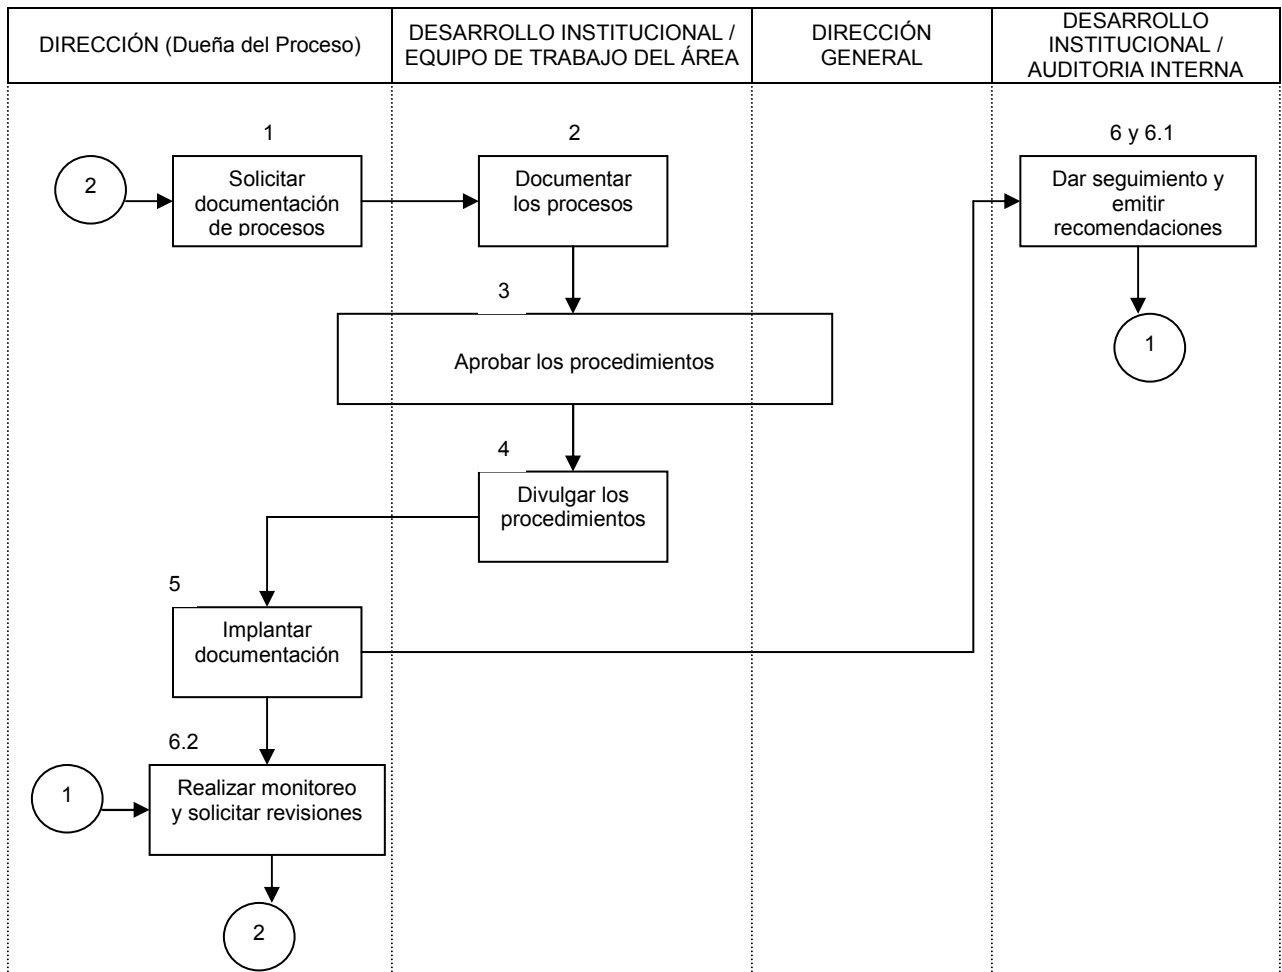 DIRECCIÓN (Dueña del Proceso)
DESARROLLO INSTITUCIONAL /
EQUIPO DE TRABAJO DEL ÁREA
DIRECCIÓN
GENERAL
DESARROLLO
INSTITUCIONAL /
AUDITORIA INTERNA
1
2
6 y 6.1
2
Solicitar
documentación
de procesos
Documentar
los procesos
Dar seguimiento y
emitir
recomendaciones
3
Aprobar los procedimientos
1
4
Divulgar los
procedimientos
5
Implantar
documentación
6.2
1
Realizar monitoreo
y solicitar revisiones
2